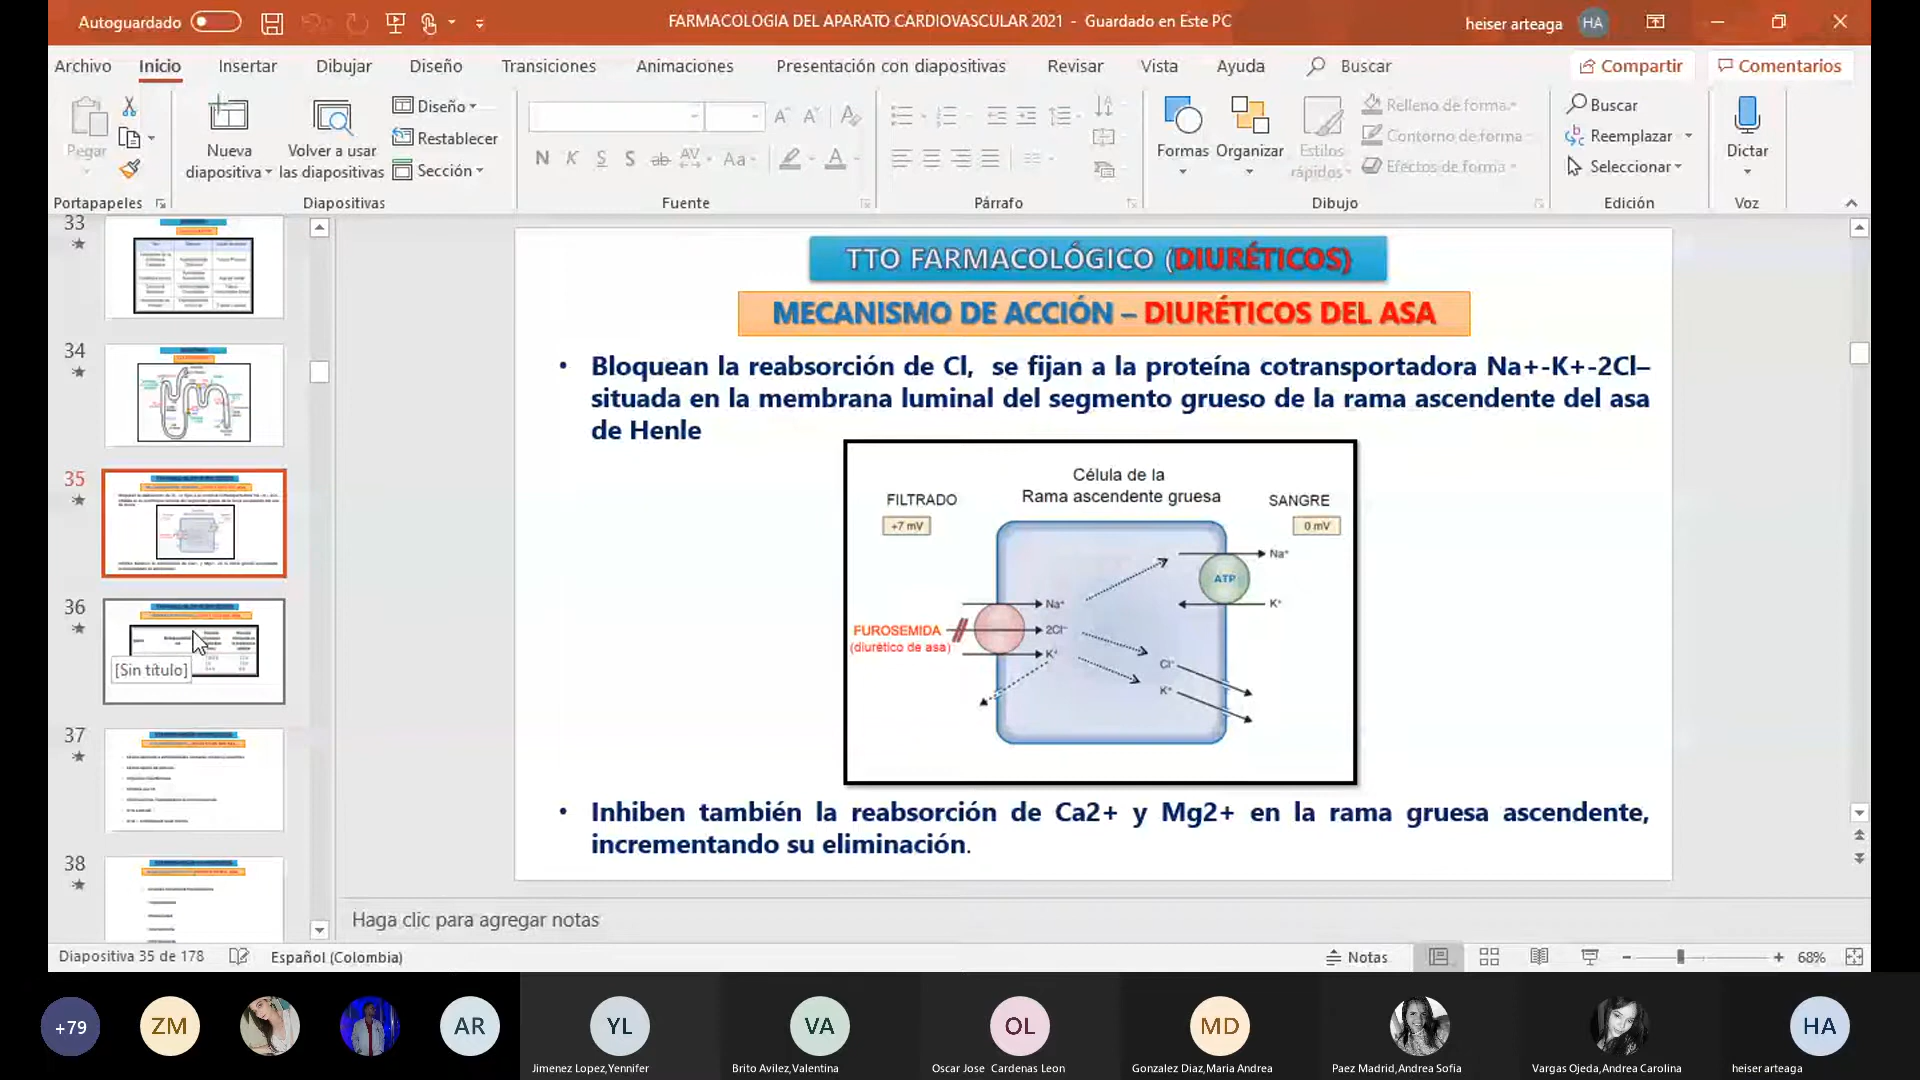 Autoguardado
FARMACOLOGIA DEL APARATO CARDIOVASCULAR 2021 - Guardado en Este PC
heiser arteaga
HA
Archivo Inicio Insertar Dibujar Diseño Transiciones Animaciones Presentación con diapositivas Revisar Vista Ayuda Buscar
Compartir
Comentarios
Pegar
Nueva diapositiva
Volver a usar las diapositivas
Diseño
Restablecer
Sección
N K S S ab AV Aa A
Formas
Organizar
Estilos rápidos
Relleno de forma
Contorno de forma
Efectos de forma
Buscar
Reemplazar
Seleccionar
Dictar
Portapapeles Diapositivas Fuente Párrafo Dibujo Edición Voz
33
34
35
36
[Sin título]
37
38
TTO FARMACOLÓGICO (DIURÉTICOS)
MECANISMO DE ACCIÓN – DIURÉTICOS DEL ASA
• Bloquean la reabsorción de Cl, se fijan a la proteína cotransportadora Na+-K+-2Cl–
situada en la membrana luminal del segmento grueso de la rama ascendente del asa
de Henle
Célula de la
Rama ascendente gruesa
FILTRADO
SANGRE
+7 mV
0 mV
Na⁺
ATP
K⁺
Na⁺
FUROSEMIDA
(diurético de asa)
2Cl⁻
K⁺
Cl⁻
K⁺
• Inhiben también la reabsorción de Ca2+ y Mg2+ en la rama gruesa ascendente,
incrementando su eliminación.
Haga clic para agregar notas
Diapositiva 35 de 178
Español (Colombia)
Notas
68%
+79
ZM
AR
YL
VA
OL
MD
HA
Jimenez Lopez,Yennifer
Brito Avilez,Valentina
Oscar Jose Cardenas Leon
Gonzalez Diaz,Maria Andrea
Paez Madrid,Andrea Sofia
Vargas Ojeda,Andrea Carolina
heiser arteaga